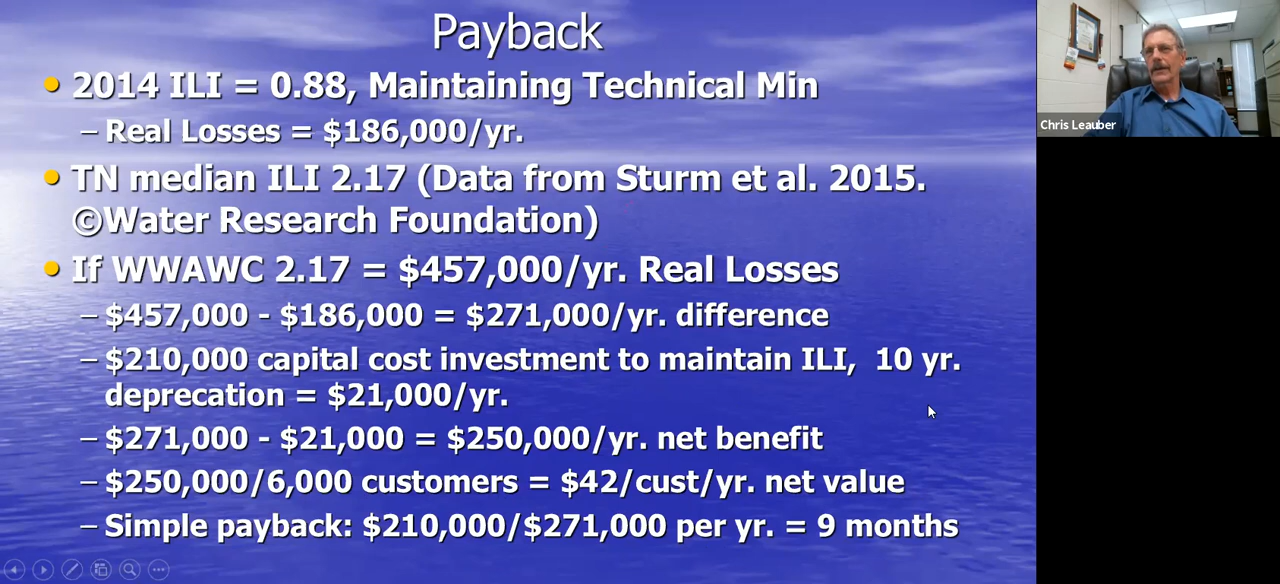 Payback
• 2014 ILI = 0.88, Maintaining Technical Min
– Real Losses = $186,000/yr.
• TN median ILI 2.17 (Data from Sturm et al. 2015.
©Water Research Foundation)
• If WWAWC 2.17 = $457,000/yr. Real Losses
– $457,000 - $186,000 = $271,000/yr. difference
– $210,000 capital cost investment to maintain ILI, 10 yr.
deprecation = $21,000/yr.
– $271,000 - $21,000 = $250,000/yr. net benefit
– $250,000/6,000 customers = $42/cust/yr. net value
– Simple payback: $210,000/$271,000 per yr. = 9 months
Chris Leauber